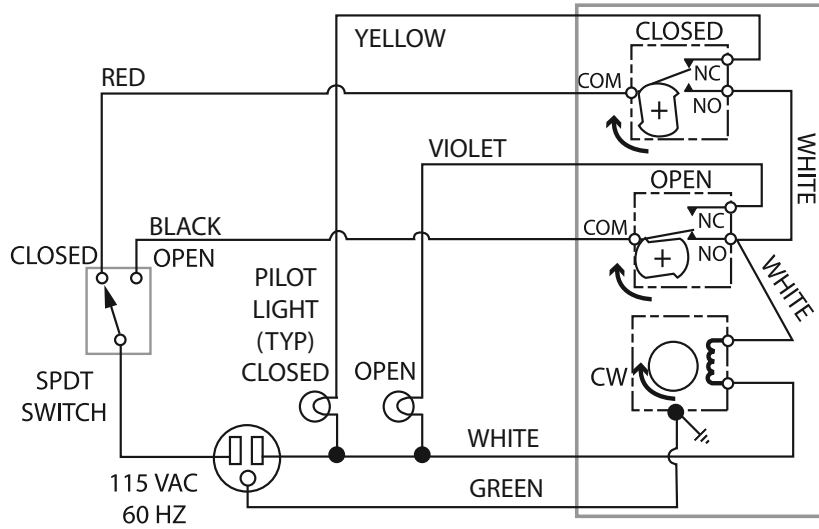 YELLOW
CLOSED
RED
COM
NC
NO
VIOLET
WHITE
OPEN
BLACK
COM
NC
CLOSED
OPEN
NO
PILOT
LIGHT
(TYP)
CLOSED
OPEN
WHITE
SPDT
SWITCH
CW
WHITE
115 VAC
60 HZ
GREEN